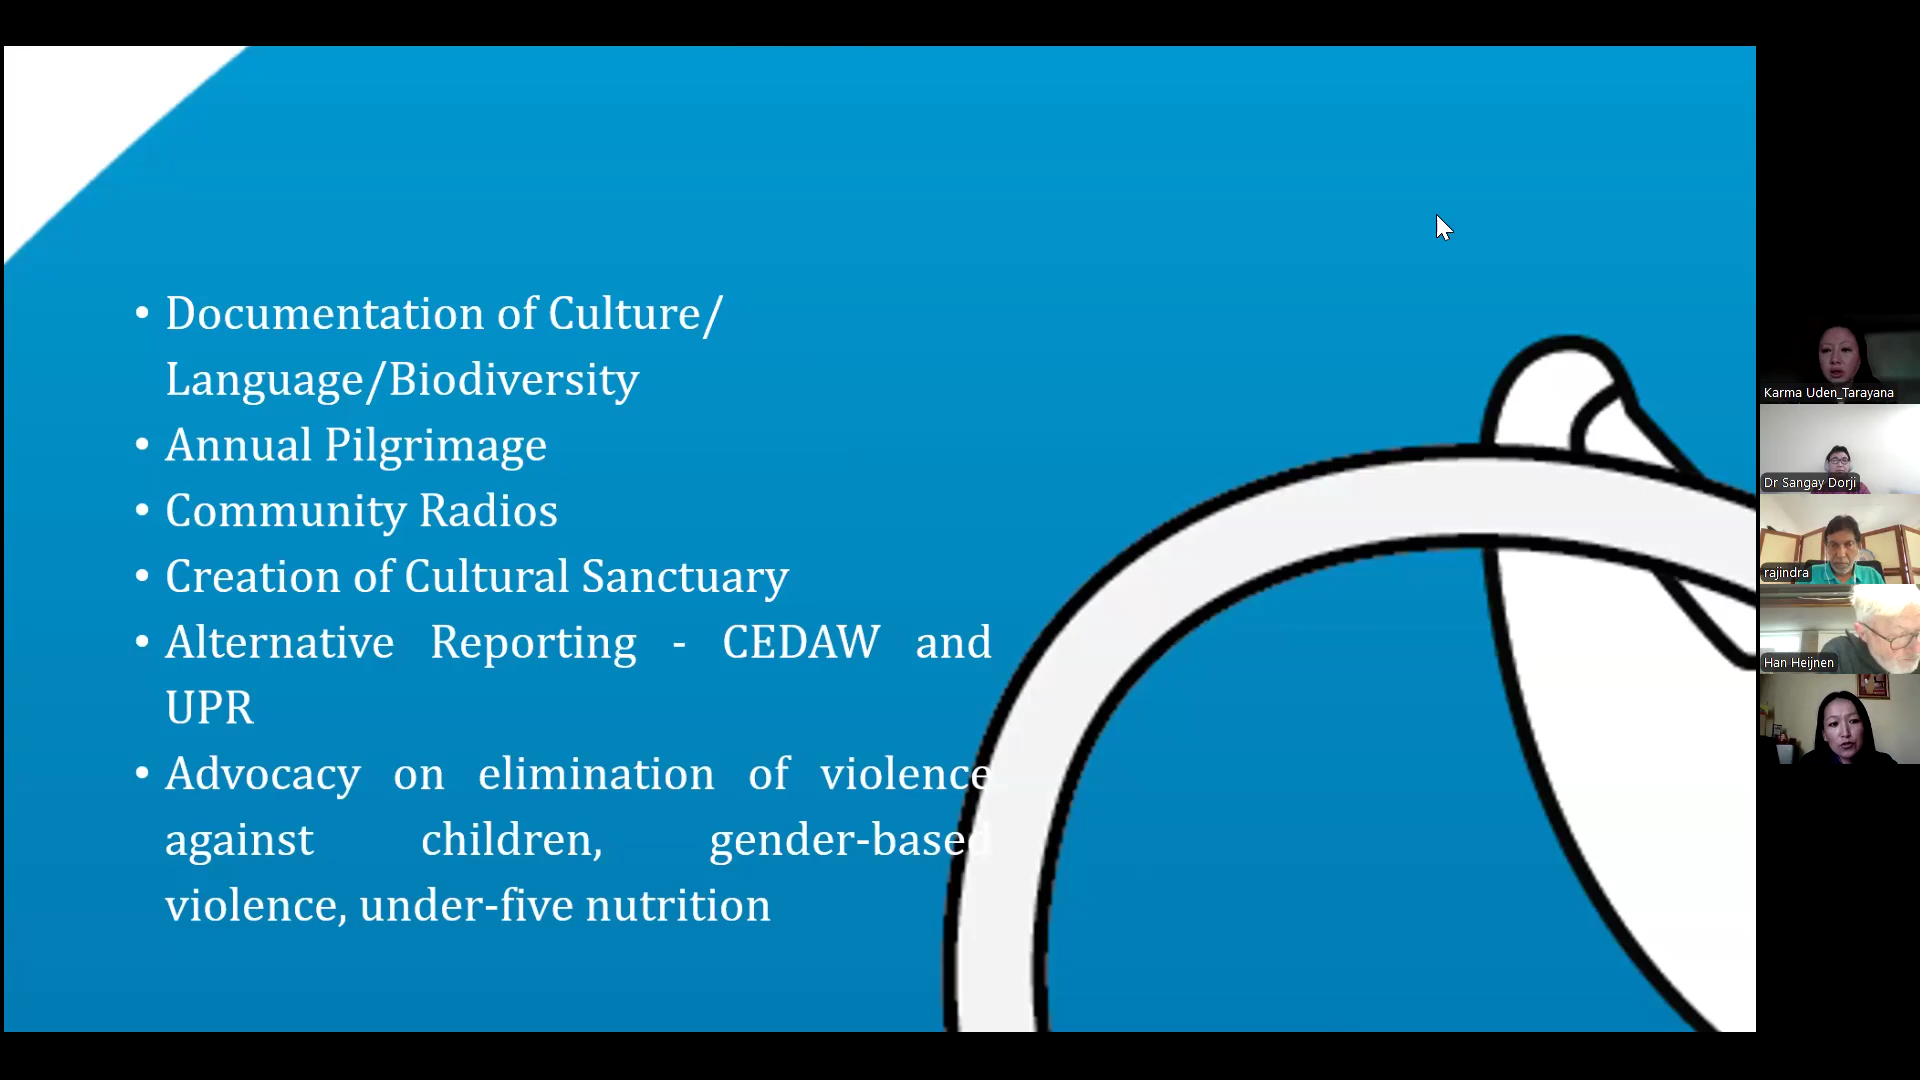 • Documentation of Culture/
Language/Biodiversity
• Annual Pilgrimage
• Community Radios
• Creation of Cultural Sanctuary
• Alternative Reporting - CEDAW and
UPR
• Advocacy on elimination of violence
against children, gender-based
violence, under-five nutrition
Karma Uden_Tarayana
Dr Sangay Dorji
rajindra
Han Heijnen